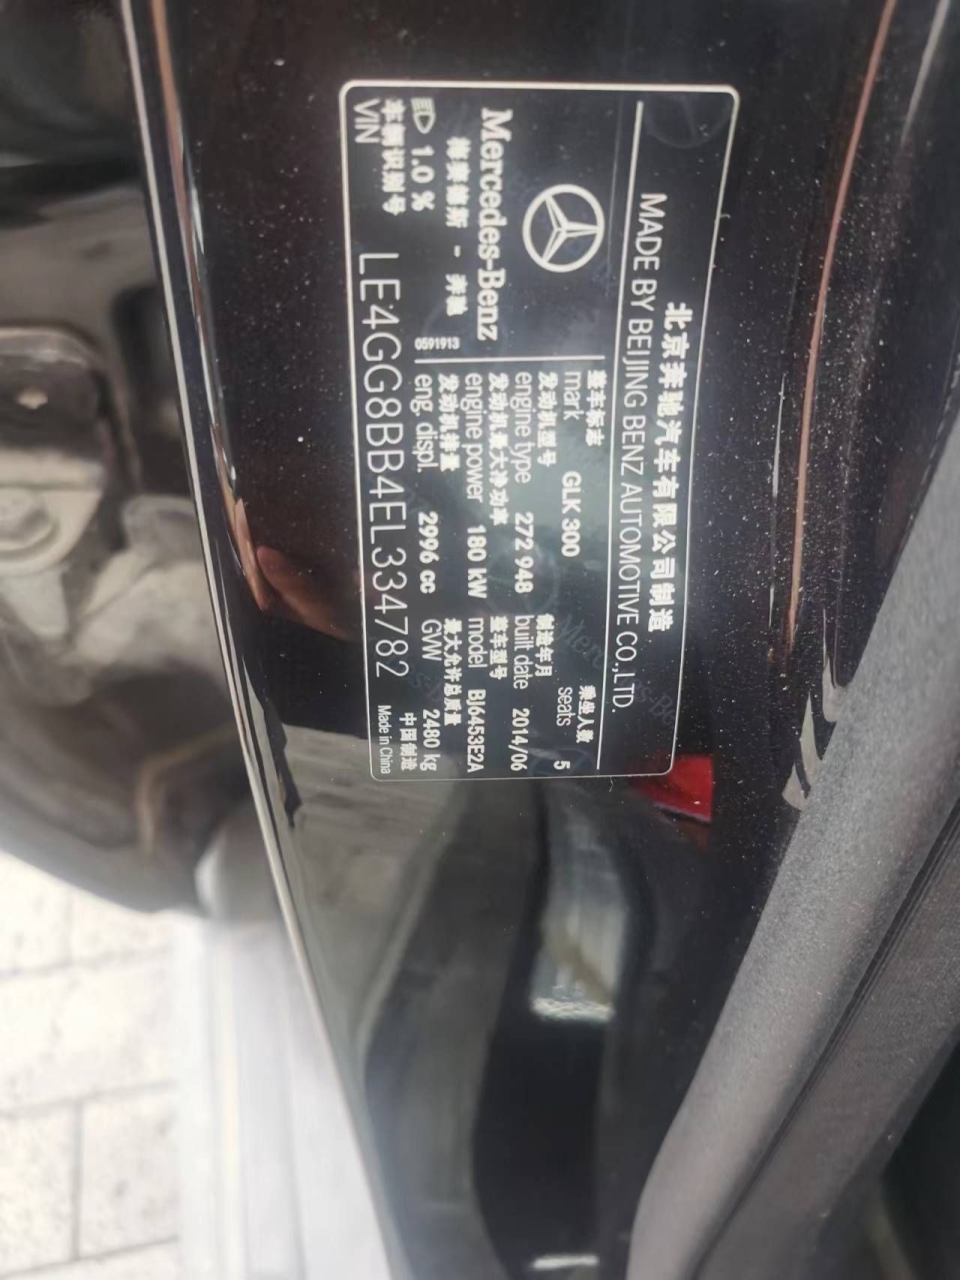 北京奔驰汽车有限公司制造
MADE BY BEIJING BENZ AUTOMOTIVE CO.,LTD.
Mercedes-Benz
梅赛德斯 - 奔驰
1.0 %
0591913
整车标志
mark GLK 300
乘坐人数
seats 5
发动机型号
engine type 272 948
制造年月
built date 2014/06
发动机最大净功率
engine power 180 kW
整车型号
model BJ6453E2A
发动机排量
eng. displ. 2996 cc
最大允许总质量
GVW 2480 kg
车辆识别号
VIN LE4GG8BB4EL334782
中国制造
Made in China